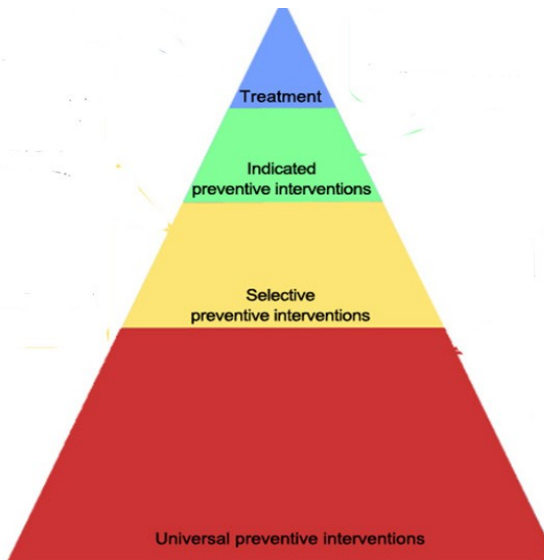 Treatment
Indicated
preventive interventions
Selective
preventive interventions
Universal preventive interventions